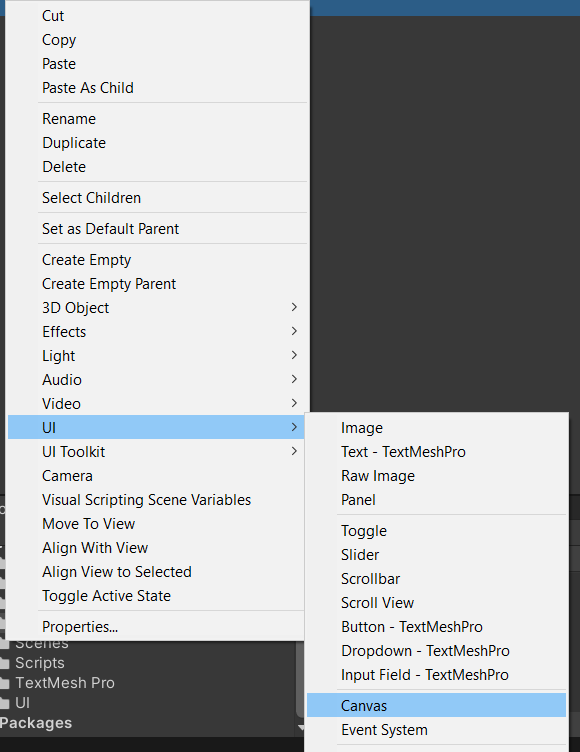 Cut
Copy
Paste
Paste As Child
Rename
Duplicate
Delete
Select Children
Set as Default Parent
Create Empty
Create Empty Parent
3D Object
Effects
Light
Audio
Video
UI
UI Toolkit
Camera
Visual Scripting Scene Variables
Move To View
Align With View
Align View to Selected
Toggle Active State
Properties...
Image
Text - TextMeshPro
Raw Image
Panel
Toggle
Slider
Scrollbar
Scroll View
Button - TextMeshPro
Dropdown - TextMeshPro
Input Field - TextMeshPro
Canvas
Event System
Scenes
Scripts
TextMesh Pro
UI
Packages